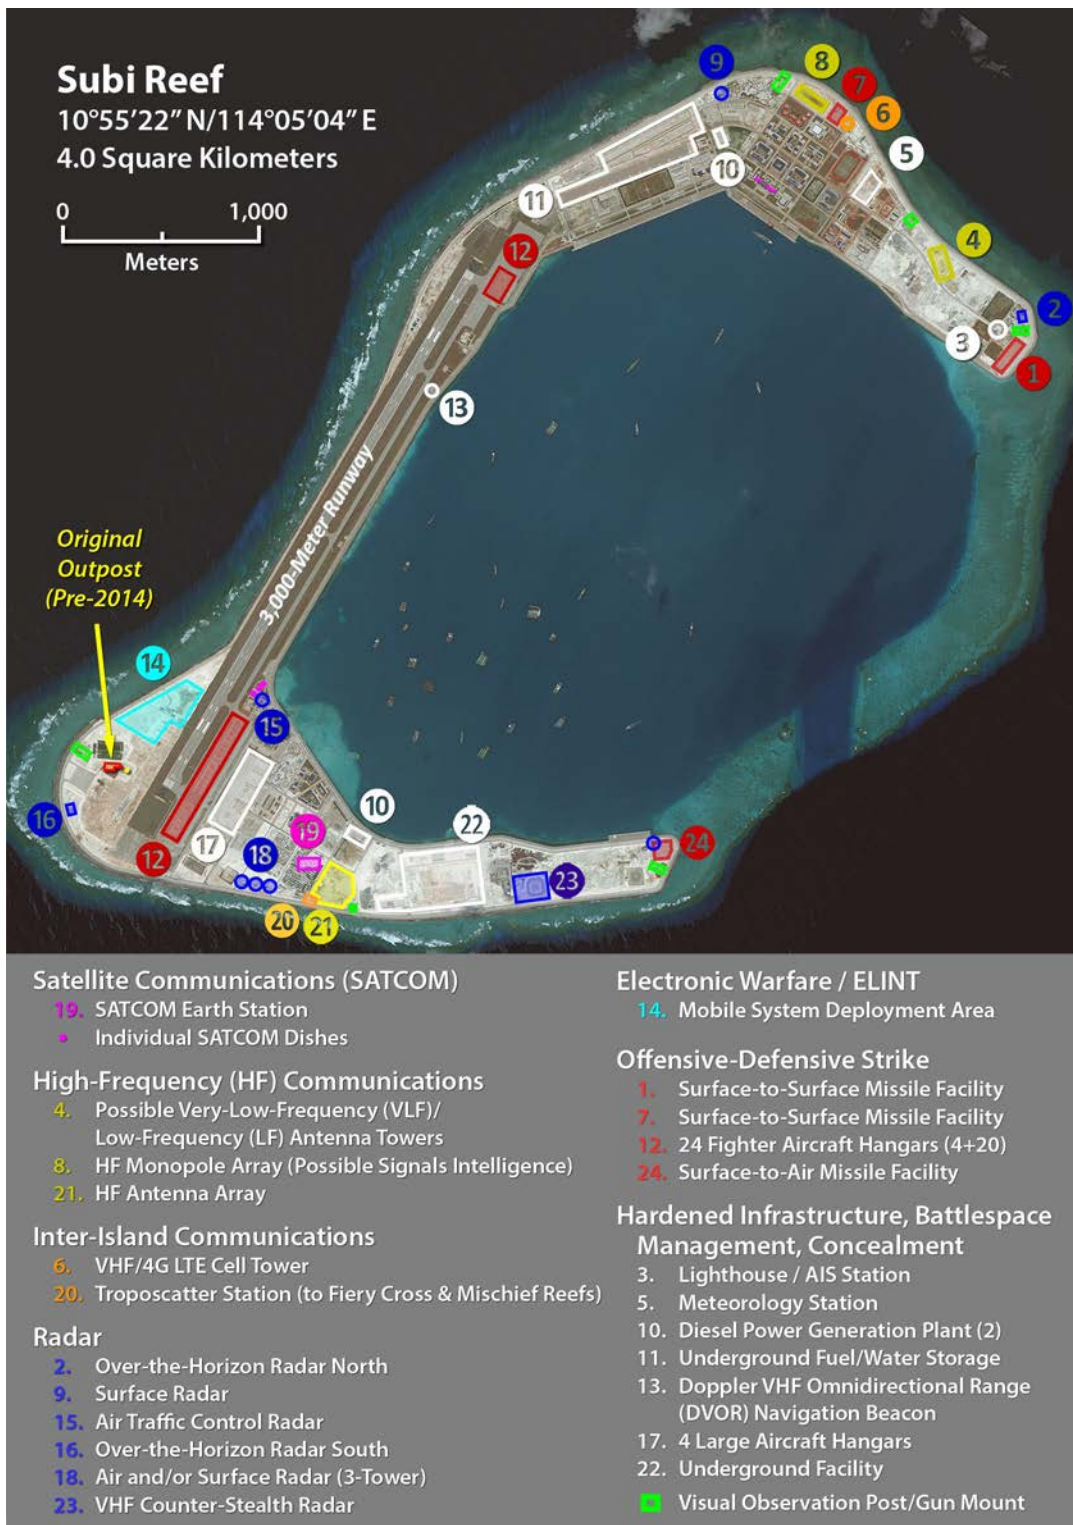 Subi Reef
10°55’22” N/114°05’04” E
4.0 Square Kilometers
0 1,000
Meters
9
8
7
6
5
10
11
12
4
2
3
1
13
3,000-Meter Runway
Original
Outpost
(Pre-2014)
14
15
16
12
17
18
19
10
22
24
23
20
21
Satellite Communications (SATCOM)
19. SATCOM Earth Station
• Individual SATCOM Dishes
High-Frequency (HF) Communications
4. Possible Very-Low-Frequency (VLF)/
Low-Frequency (LF) Antenna Towers
8. HF Monopole Array (Possible Signals Intelligence)
21. HF Antenna Array
Inter-Island Communications
6. VHF/4G LTE Cell Tower
20. Troposcatter Station (to Fiery Cross & Mischief Reefs)
Radar
2. Over-the-Horizon Radar North
9. Surface Radar
15. Air Traffic Control Radar
16. Over-the-Horizon Radar South
18. Air and/or Surface Radar (3-Tower)
23. VHF Counter-Stealth Radar
Electronic Warfare / ELINT
14. Mobile System Deployment Area
Offensive-Defensive Strike
1. Surface-to-Surface Missile Facility
7. Surface-to-Surface Missile Facility
12. 24 Fighter Aircraft Hangars (4+20)
24. Surface-to-Air Missile Facility
Hardened Infrastructure, Battlespace
Management, Concealment
3. Lighthouse / AIS Station
5. Meteorology Station
10. Diesel Power Generation Plant (2)
11. Underground Fuel/Water Storage
13. Doppler VHF Omnidirectional Range
(DVOR) Navigation Beacon
17. 4 Large Aircraft Hangars
22. Underground Facility
Visual Observation Post/Gun Mount